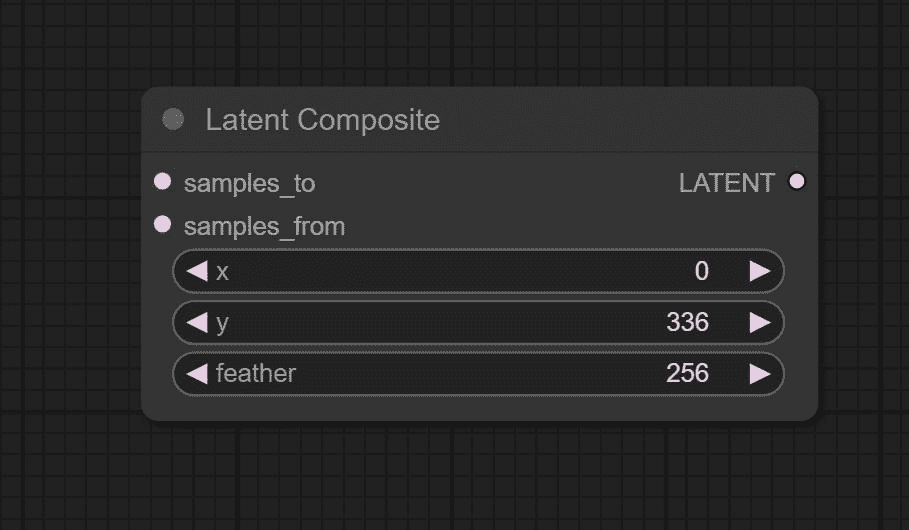 Latent Composite
samples_to LATENT
samples_from
x 0
y 336
feather 256